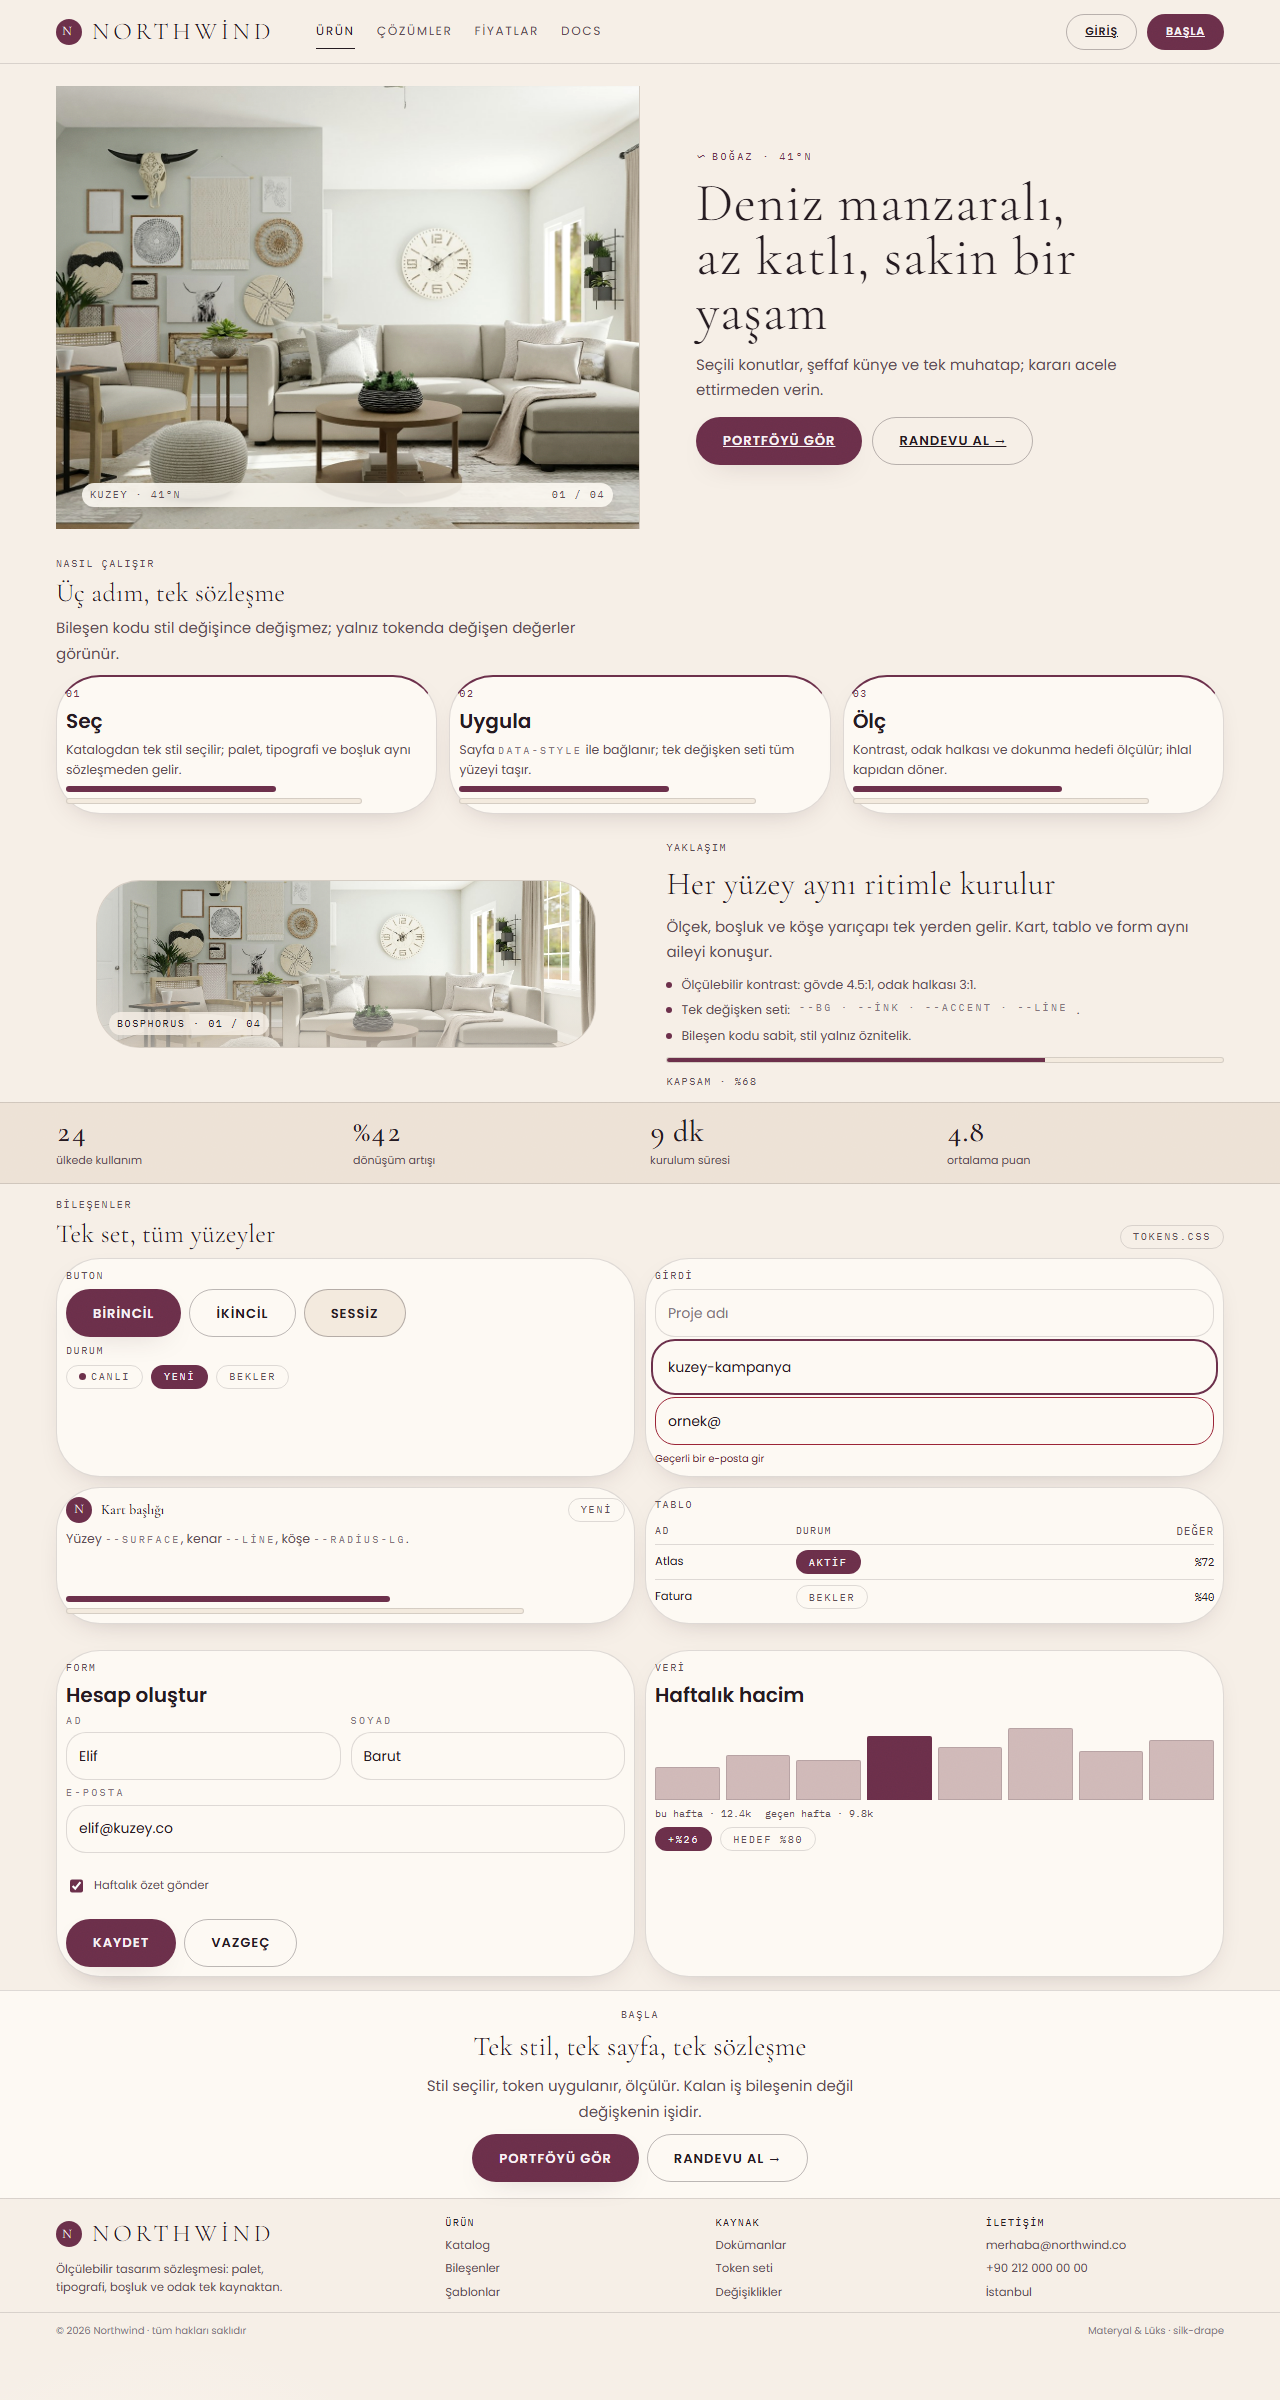 N NORTHWİND ÜRÜN ÇÖZÜMLER FİYATLAR DOCS GİRİŞ BAŞLA
BOĞAZ · 41°N
Deniz manzaralı,
az katlı, sakin bir
yaşam
Seçili konutlar, şeffaf künye ve tek muhatap; kararı acele
ettirmeden verin.
PORTFÖYÜ GÖR RANDEVU AL →
KUZEY · 41°N 01 / 04
NASIL ÇALIŞIR
Üç adım, tek sözleşme
Bileşen kodu stil değişince değişmez; yalnız tokenda değişen değerler
görünür.
01
Seç
Katalogdan tek stil seçilir; palet, tipografi ve boşluk aynı
sözleşmeden gelir.
02
Uygula
Sayfa DATA-STYLE ile bağlanır; tek değişken seti tüm
yüzeyi taşır.
03
Ölç
Kontrast, odak halkası ve dokunma hedefi ölçülür; ihlal
kapıdan döner.
BOSPHORUS · 01 / 04
YAKLAŞIM
Her yüzey aynı ritimle kurulur
Ölçek, boşluk ve köşe yarıçapı tek yerden gelir. Kart, tablo ve form aynı
aileyi konuşur.
Ölçülebilir kontrast: gövde 4.5:1, odak halkası 3:1.
Tek değişken seti: --BG · --İNK · --ACCENT · --LİNE .
Bileşen kodu sabit, stil yalnız öznitelik.
KAPSAM · %68
24 %42 9 dk 4.8
ülkede kullanım dönüşüm artışı kurulum süresi ortalama puan
BİLEŞENLER
Tek set, tüm yüzeyler
TOKENS.CSS
BUTON
BİRİNCİL İKİNCİL SESSİZ
DURUM
CANLI YENİ BEKLER
GİRDİ
Proje adı
kuzey-kampanya
ornek@
Geçerli bir e-posta gir
N Kart başlığı YENİ
Yüzey --SURFACE, kenar --LİNE, köşe --RADİUS-LG.
TABLO
AD DURUM DEĞER
Atlas AKTİF %72
Fatura BEKLER %40
FORM
Hesap oluştur
AD SOYAD
Elif Barut
E-POSTA
elif@kuzey.co
Haftalık özet gönder
KAYDET VAZGEÇ
VERİ
Haftalık hacim
bu hafta · 12.4k geçen hafta · 9.8k
+%26 HEDEF %80
BAŞLA
Tek stil, tek sayfa, tek sözleşme
Stil seçilir, token uygulanır, ölçülür. Kalan iş bileşenin değil
değişkenin işidir.
PORTFÖYÜ GÖR RANDEVU AL →
N NORTHWİND
Ölçülebilir tasarım sözleşmesi: palet,
tipografi, boşluk ve odak tek kaynaktan.
ÜRÜN
Katalog
Bileşenler
Şablonlar
KAYNAK
Dokümanlar
Token seti
Değişiklikler
İLETİŞİM
merhaba@northwind.co
+90 212 000 00 00
İstanbul
© 2026 Northwind · tüm hakları saklıdır Materyal & Lüks · silk-drape